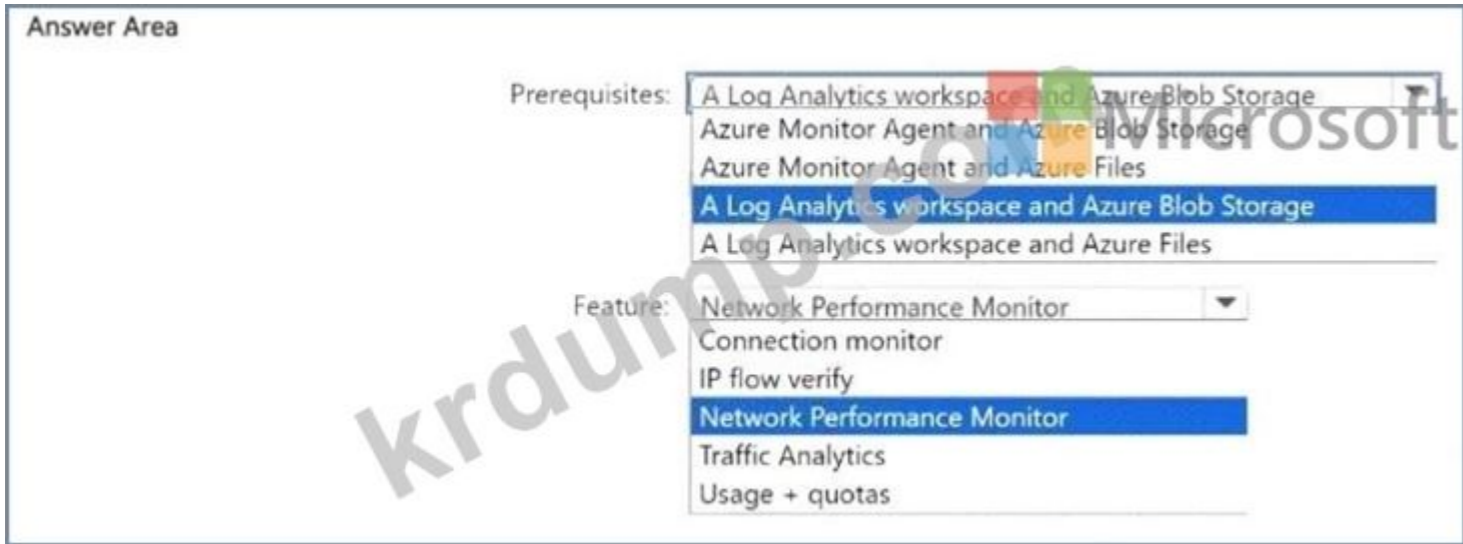 Answer Area
Prerequisites: A Log Analytics workspace and Azure Blob Storage
Azure Monitor Agent and Azure Blob Storage
Azure Monitor Agent and Azure Files
A Log Analytics workspace and Azure Blob Storage
A Log Analytics workspace and Azure Files
Feature: Network Performance Monitor
Connection monitor
IP flow verify
Network Performance Monitor
Traffic Analytics
Usage + quotas
Microsoft
krdump.com